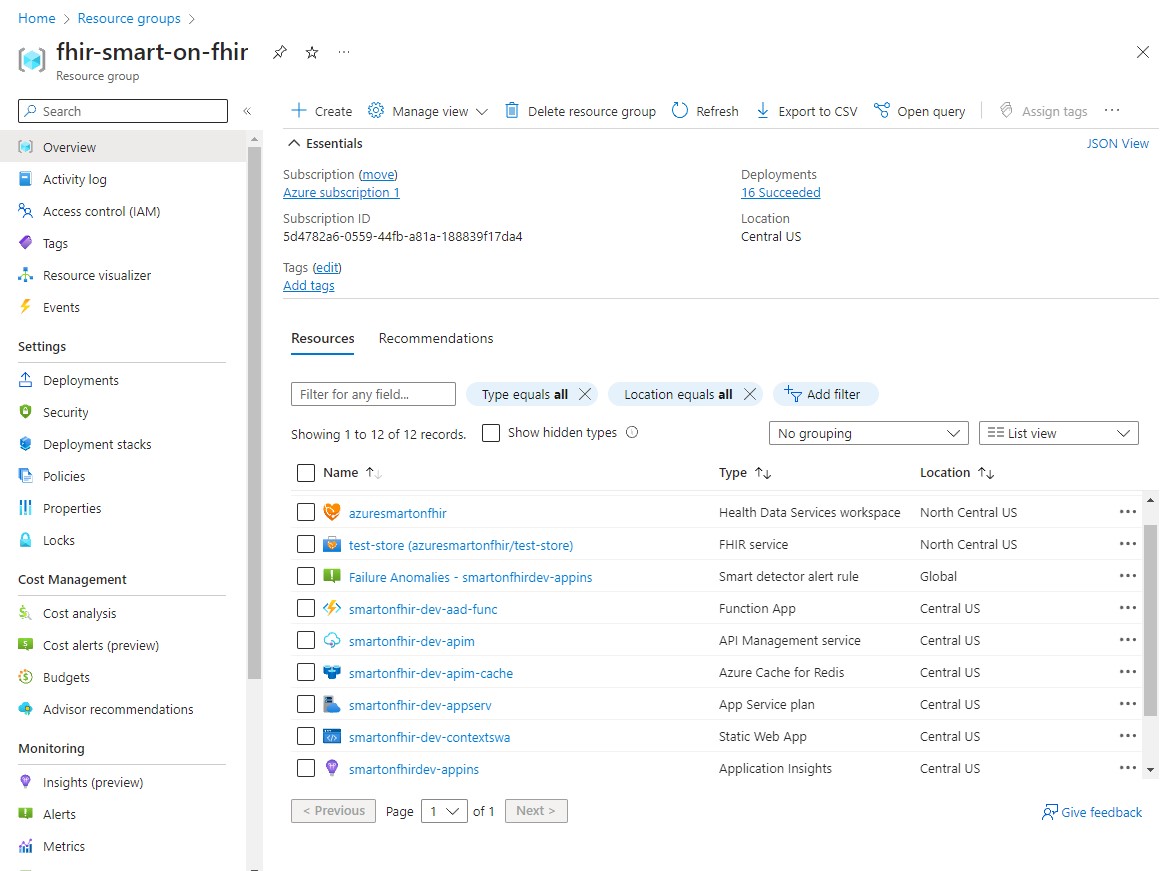 Home > Resource groups >
fhir-smart-on-fhir
Resource group
Search
Overview
Activity log
Access control (IAM)
Tags
Resource visualizer
Events
Settings
Deployments
Security
Deployment stacks
Policies
Properties
Locks
Cost Management
Cost analysis
Cost alerts (preview)
Budgets
Advisor recommendations
Monitoring
Insights (preview)
Alerts
Metrics
Create Manage view Delete resource group Refresh Export to CSV Open query Assign tags
Essentials JSON View
Subscription (move)
Azure subscription 1
Subscription ID
5d4782a6-0559-44fb-a81a-188839f17da4
Tags (edit)
Add tags
Deployments
16 Succeeded
Location
Central US
Resources Recommendations
Filter for any field... Type equals all Location equals all Add filter
Showing 1 to 12 of 12 records. Show hidden types No grouping List view
Name Type Location
azuresmartonfhir Health Data Services workspace North Central US
test-store (azuresmartonfhir/test-store) FHIR service North Central US
Failure Anomalies - smartonfhirdev-appins Smart detector alert rule Global
smartonfhir-dev-aad-func Function App Central US
smartonfhir-dev-apim API Management service Central US
smartonfhir-dev-apim-cache Azure Cache for Redis Central US
smartonfhir-dev-appserv App Service plan Central US
smartonfhir-dev-contextswa Static Web App Central US
smartonfhirdev-appins Application Insights Central US
< Previous Page 1 of 1 Next > Give feedback